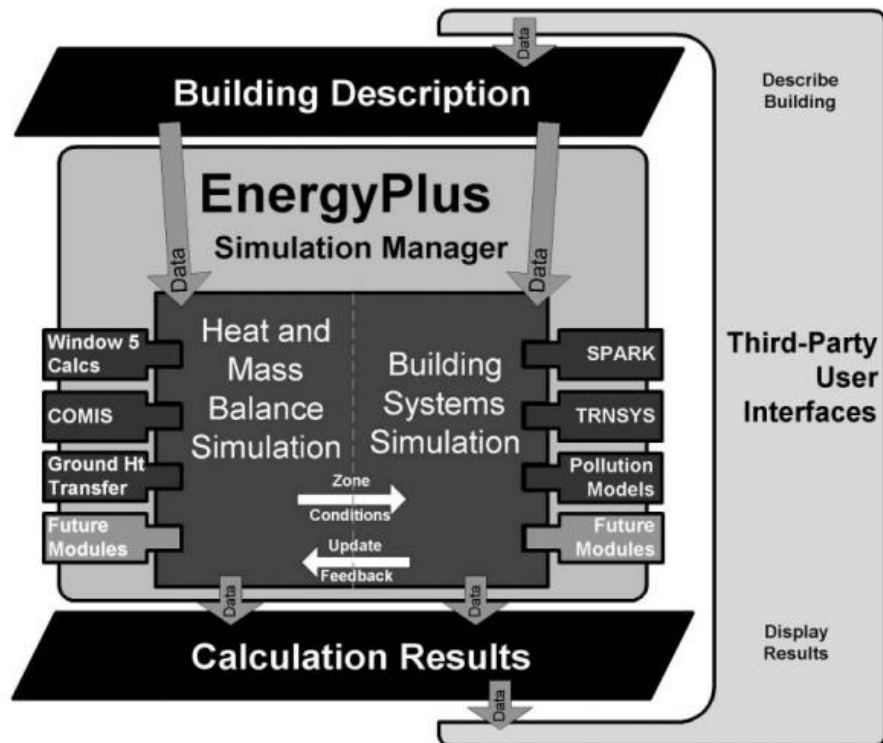 Data
Building Description
Describe
Building
EnergyPlus
Simulation Manager
Data
Data
Window 5
Calcs
COMIS
Ground Ht
Transfer
Future
Modules
Heat and
Mass
Balance
Simulation
Building
Systems
Simulation
Zone
Conditions
Update
Feedback
SPARK
TRNSYS
Pollution
Models
Future
Modules
Third-Party
User
Interfaces
Data
Data
Calculation Results
Display
Results
Data